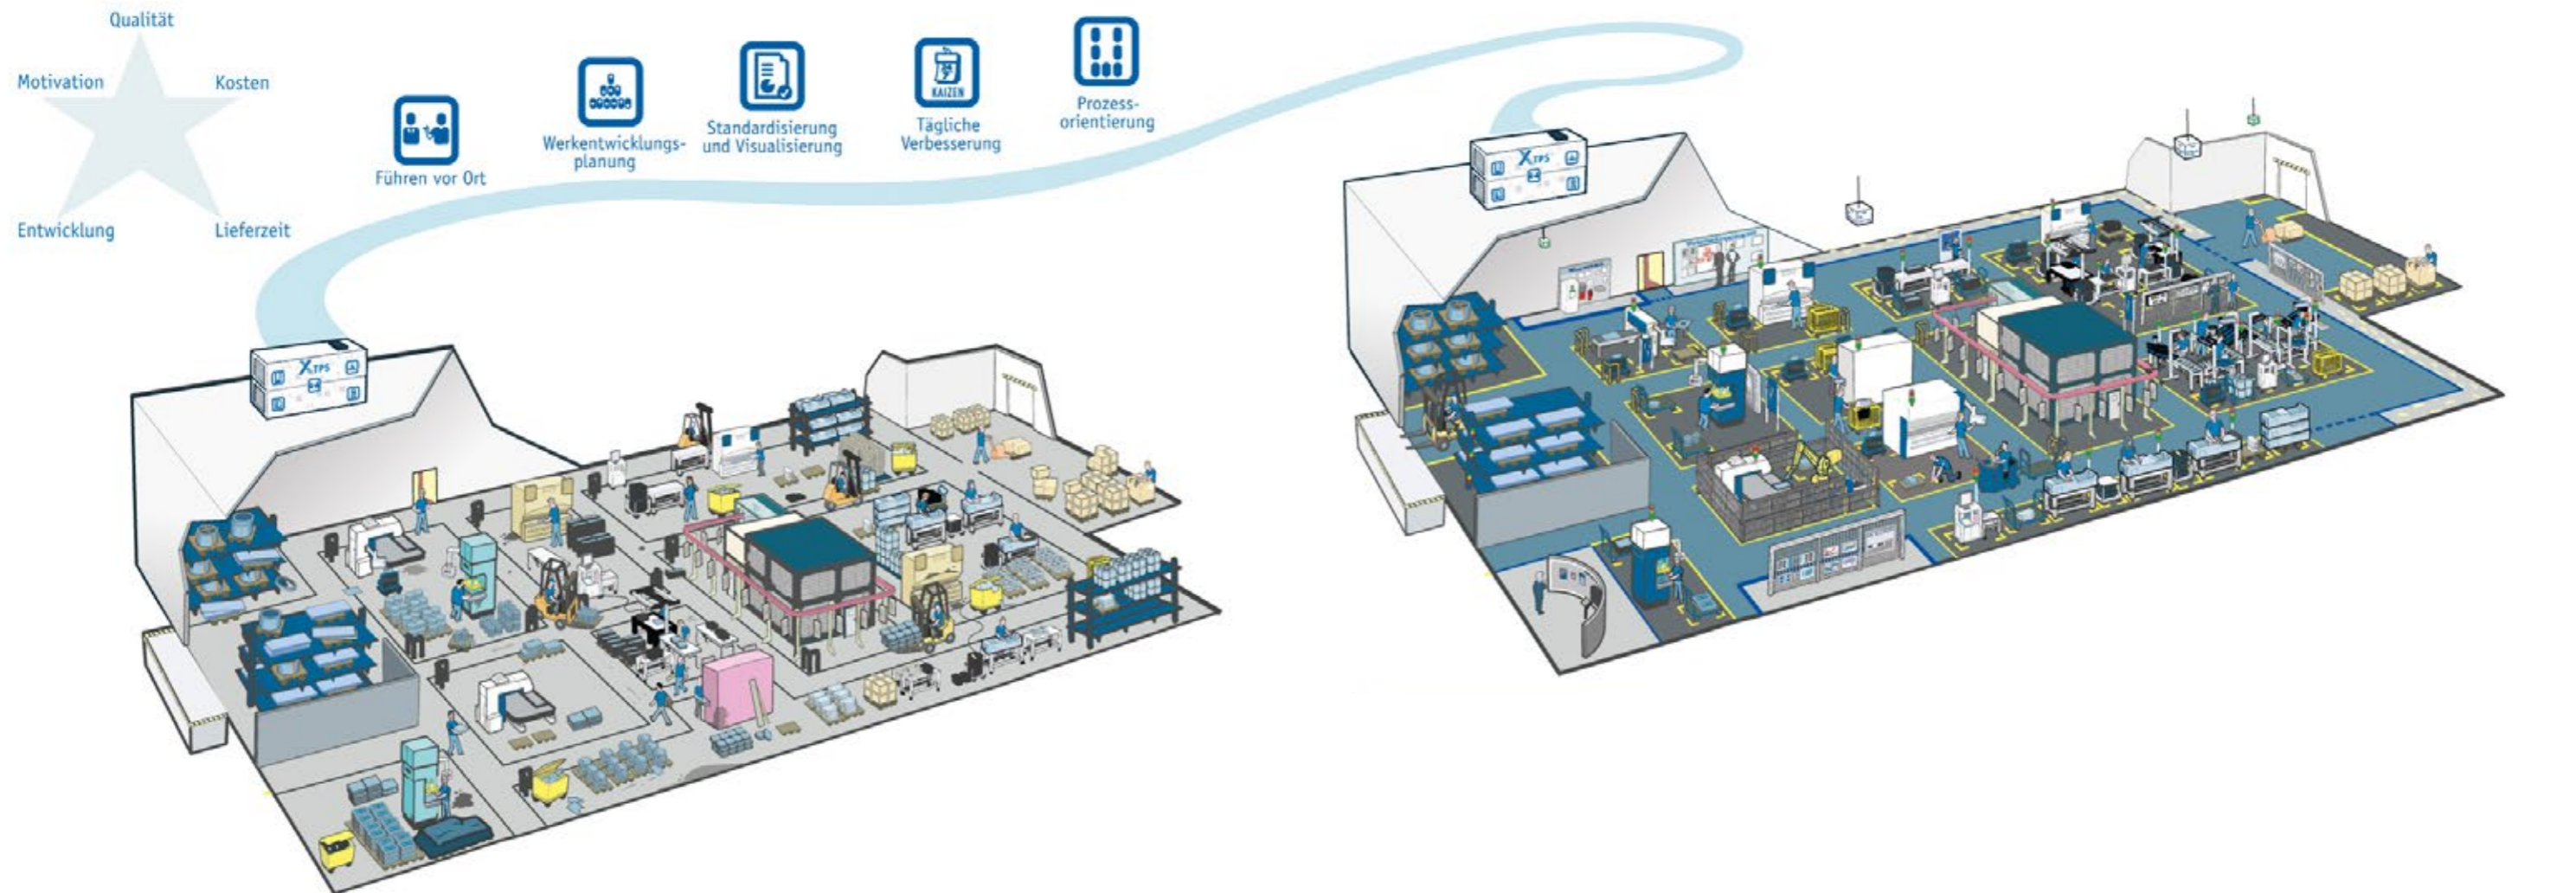 Qualität
Motivation
Kosten
Entwicklung
Lieferzeit
Führen vor Ort
Werkentwicklungs-
planung
Standardisierung
und Visualisierung
KAIZEN
Tägliche
Verbesserung
Prozess-
orientierung
XTPS
XTPS